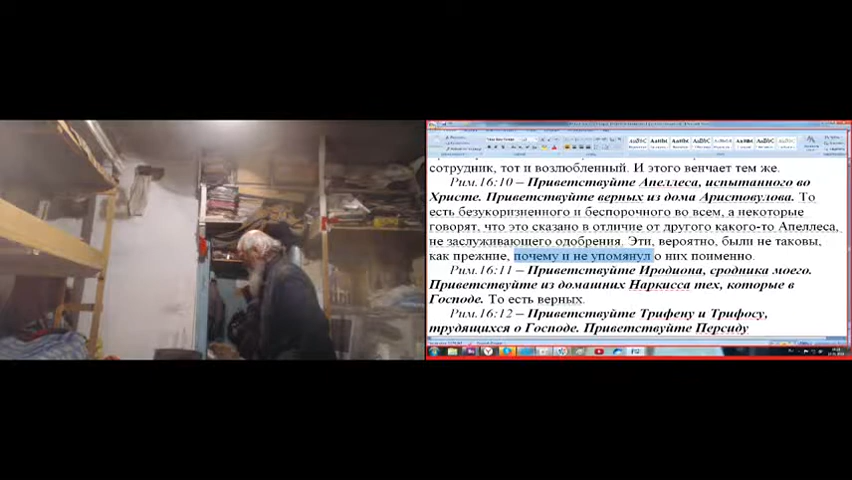 сотрудник, тот и возлюбленный. И этого венчает тем же.
Рим.16:10 – Приветствуйте Апеллеса, испытанного во
Христе. Приветствуйте верных из дома Аристовулова. То
есть безукоризненного и беспорочного во всем, а некоторые
говорят, что это сказано в отличие от другого какого-то Апеллеса,
не заслуживающего одобрения. Эти, вероятно, были не таковы,
как прежние, почему и не упомянул о них поименно.
Рим.16:11 – Приветствуйте Иродиона, сродника моего.
Приветствуйте из домашних Наркисса тех, которые в
Господе. То есть верных.
Рим.16:12 – Приветствуйте Трифену и Трифосу,
трудящихся о Господе. Приветствуйте Персиду